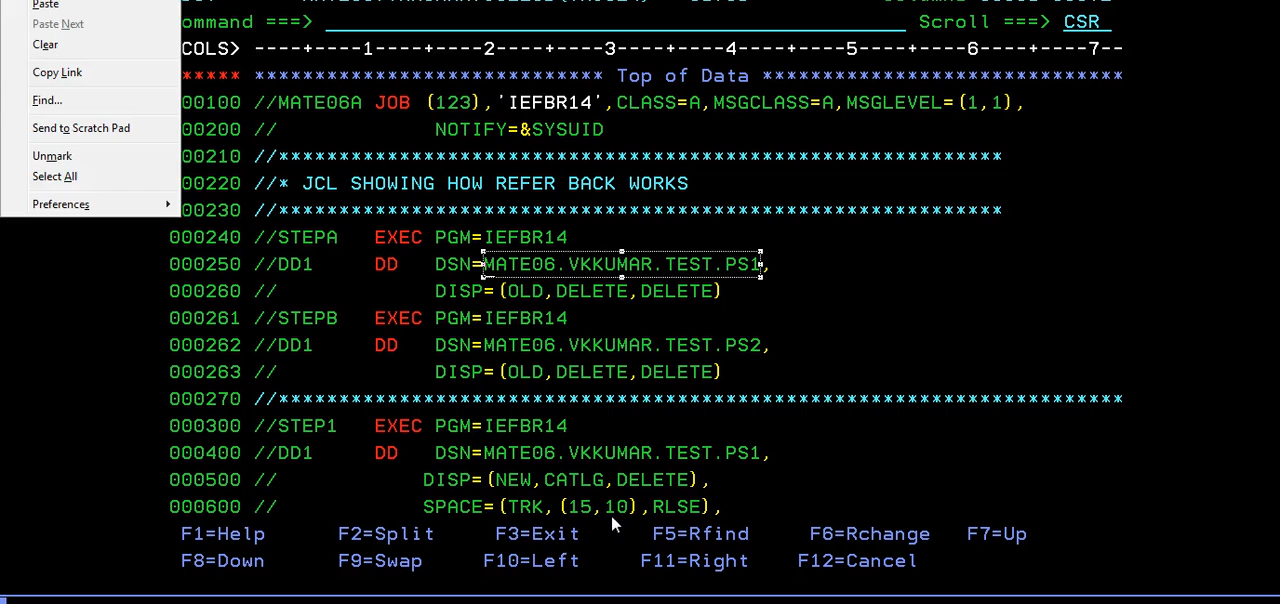 Paste
Paste Next
Clear
Copy Link
Find...
Send to Scratch Pad
Unmark
Select All
Preferences
ommand ===> Scroll ===> CSR
COLS> ----+----1----+----2----+----3----+----4----+----5----+----6----+----7--
***** ***************************** Top of Data ******************************
00100 //MATE06A JOB (123),'IEFBR14',CLASS=A,MSGCLASS=A,MSGLEVEL=(1,1),
00200 // NOTIFY=&SYSUID
00210 //************************************************************
00220 //* JCL SHOWING HOW REFER BACK WORKS
00230 //************************************************************
000240 //STEPA EXEC PGM=IEFBR14
000250 //DD1 DD DSN=MATE06.VKKUMAR.TEST.PS1,
000260 // DISP=(OLD,DELETE,DELETE)
000261 //STEPB EXEC PGM=IEFBR14
000262 //DD1 DD DSN=MATE06.VKKUMAR.TEST.PS2,
000263 // DISP=(OLD,DELETE,DELETE)
000270 //**********************************************************************
000300 //STEP1 EXEC PGM=IEFBR14
000400 //DD1 DD DSN=MATE06.VKKUMAR.TEST.PS1,
000500 // DISP=(NEW,CATLG,DELETE),
000600 // SPACE=(TRK,(15,10),RLSE),
F1=Help F2=Split F3=Exit F5=Rfind F6=Rchange F7=Up
F8=Down F9=Swap F10=Left F11=Right F12=Cancel